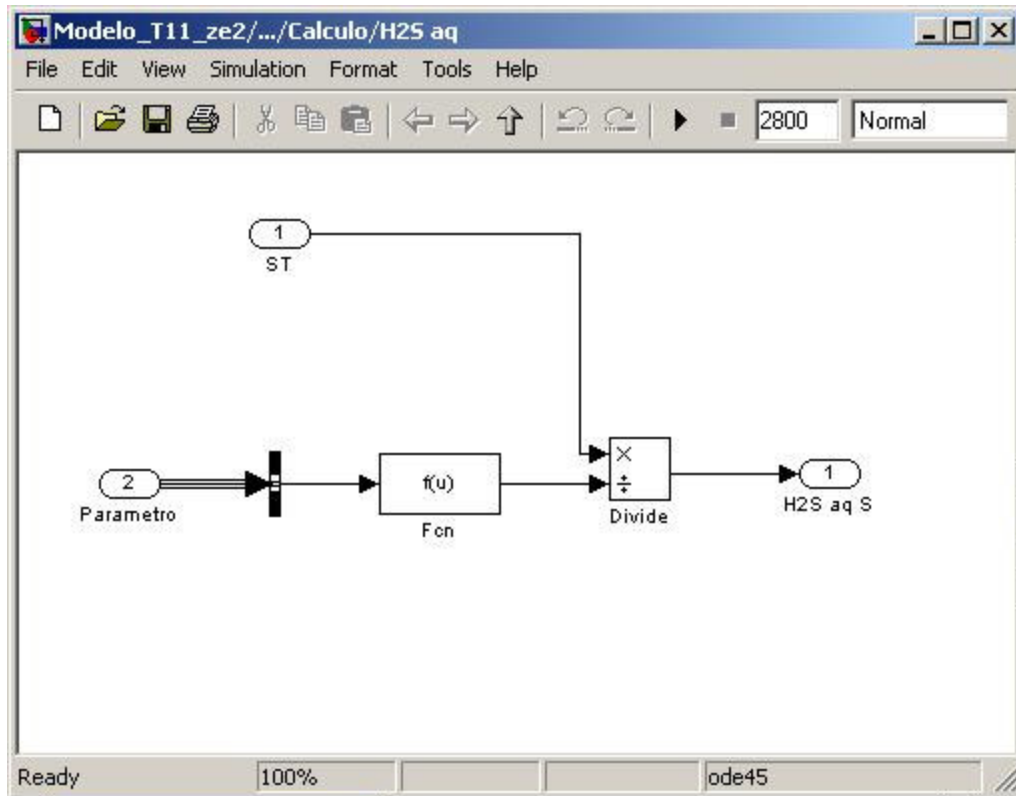 Modelo_T11_ze2/.../Calculo/H2S aq
File Edit View Simulation Format Tools Help
2800 Normal
1
ST
2
Parametro
f(u)
Fcn
×
÷
Divide
1
H2S aq S
Ready 100% ode45